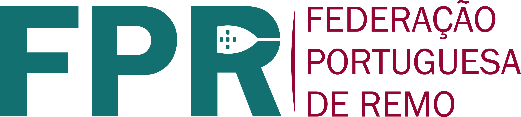 FPR
FEDERAÇÃO
PORTUGUESA
DE REMO